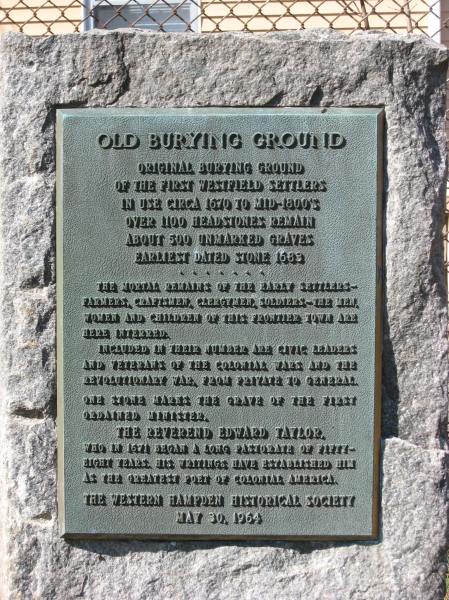 OLD BURYING GROUND
ORIGINAL BURYING GROUND
OF THE FIRST WESTFIELD SETTLERS
IN USE CIRCA 1670 TO MID-1800'S
OVER 1100 HEADSTONES REMAIN
ABOUT 500 UNMARKED GRAVES
EARLIEST DATED STONE 1683
• • • • • • •
THE MORTAL REMAINS OF THE EARLY SETTLERS-
FARMERS, CRAFTSMEN, CLERGYMEN, SOLDIERS-THE MEN,
WOMEN AND CHILDREN OF THIS FRONTIER TOWN ARE
HERE INTERRED.
INCLUDED IN THEIR NUMBER ARE CIVIC LEADERS
AND VETERANS OF THE COLONIAL WARS AND THE
REVOLUTIONARY WAR, FROM PRIVATE TO GENERAL.
ONE STONE MARKS THE GRAVE OF THE FIRST
ORDAINED MINISTER,
THE REVEREND EDWARD TAYLOR,
WHO IN 1671 BEGAN A LONG PASTORATE OF FIFTY-
EIGHT YEARS. HIS WRITINGS HAVE ESTABLISHED HIM
AS THE GREATEST POET OF COLONIAL AMERICA.
THE WESTERN HAMPDEN HISTORICAL SOCIETY
MAY 30, 1964